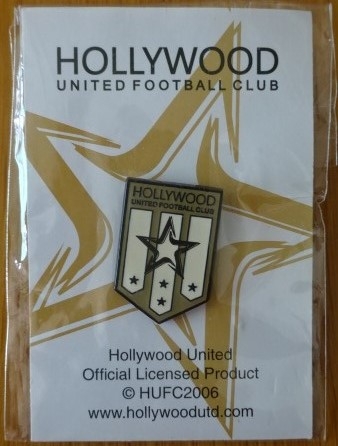 HOLLYWOOD
UNITED FOOTBALL CLUB
HOLLYWOOD
UNITED FOOTBALL CLUB
Hollywood United
Official Licensed Product
© HUFC2006
www.hollywoodutd.com